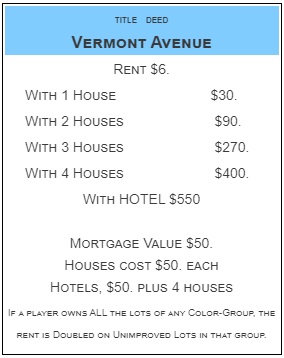 TITLE DEED
VERMONT AVENUE
RENT $6.
WITH 1 HOUSE $30.
WITH 2 HOUSES $90.
WITH 3 HOUSES $270.
WITH 4 HOUSES $400.
WITH HOTEL $550
MORTGAGE VALUE $50.
HOUSES COST $50. EACH
HOTELS, $50. PLUS 4 HOUSES
IF A PLAYER OWNS ALL THE LOTS OF ANY COLOR-GROUP, THE
RENT IS DOUBLED ON UNIMPROVED LOTS IN THAT GROUP.